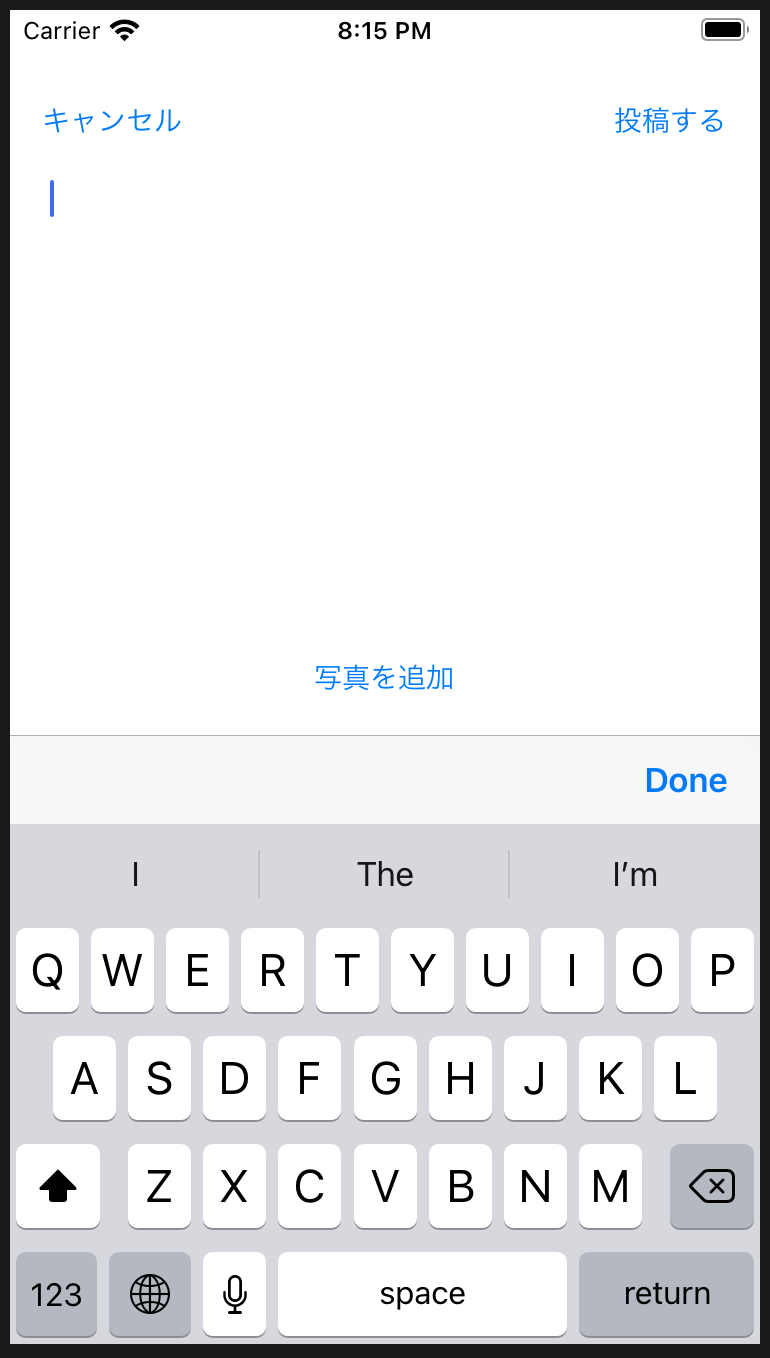 Carrier 8:15 PM
キャンセル 投稿する
写真を追加
Done
I The I’m
Q W E R T Y U I O P
A S D F G H J K L
Z X C V B N M
123 space return